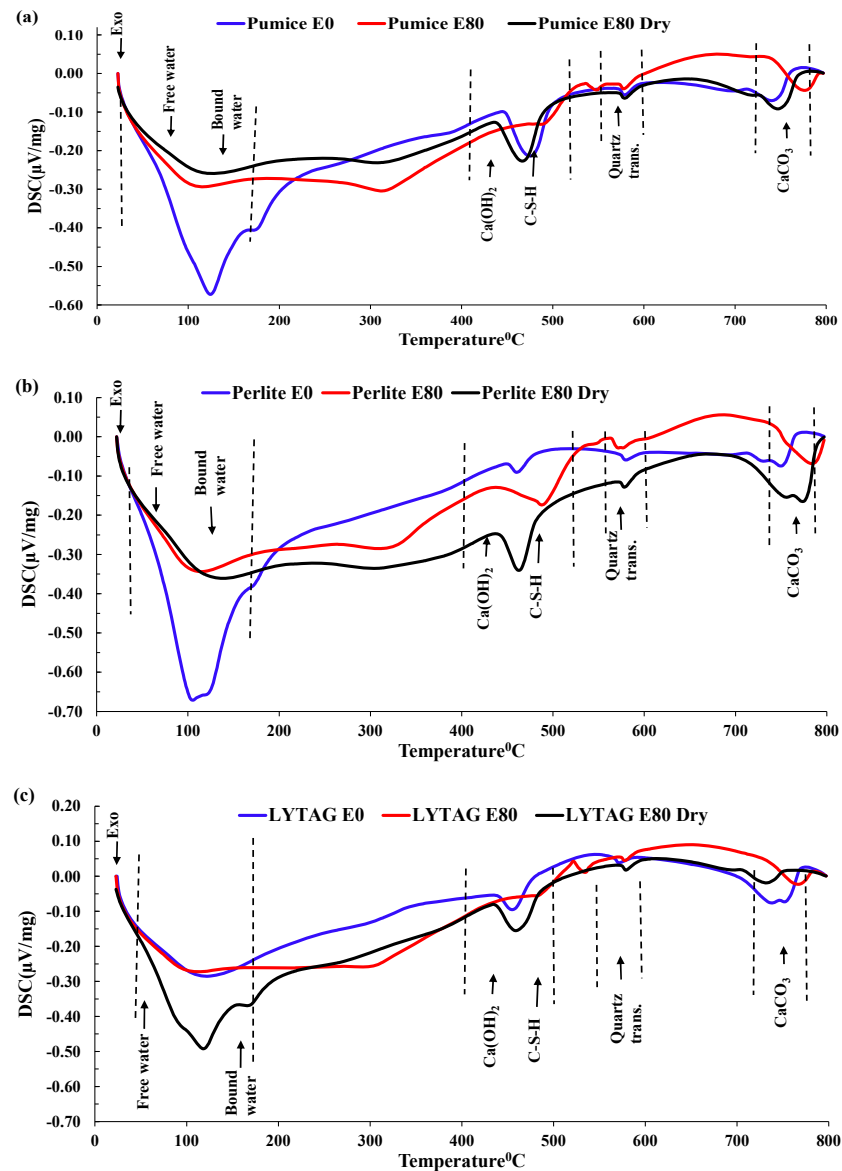 (a)
Pumice E0 Pumice E80 Pumice E80 Dry
Exo
Free water
Bound
water
Ca(OH)2
C-S-H
Quartz
trans.
CaCO3
DSC(µV/mg)
0.10
0.00
-0.10
-0.20
-0.30
-0.40
-0.50
-0.60
0 100 200 300 400 500 600 700 800
Temperature⁰C
(b)
Perlite E0 Perlite E80 Perlite E80 Dry
Exo
Free water
Bound
water
Ca(OH)2
C-S-H
Quartz
trans.
CaCO3
DSC(µV/mg)
0.10
0.00
-0.10
-0.20
-0.30
-0.40
-0.50
-0.60
-0.70
0 100 200 300 400 500 600 700 800
Temperature⁰C
(c)
LYTAG E0 LYTAG E80 LYTAG E80 Dry
Exo
Free water
Bound
water
Ca(OH)2
C-S-H
Quartz
trans.
CaCO3
DSC(µV/mg)
0.20
0.10
0.00
-0.10
-0.20
-0.30
-0.40
-0.50
-0.60
-0.70
0 100 200 300 400 500 600 700 800
Temperature⁰C